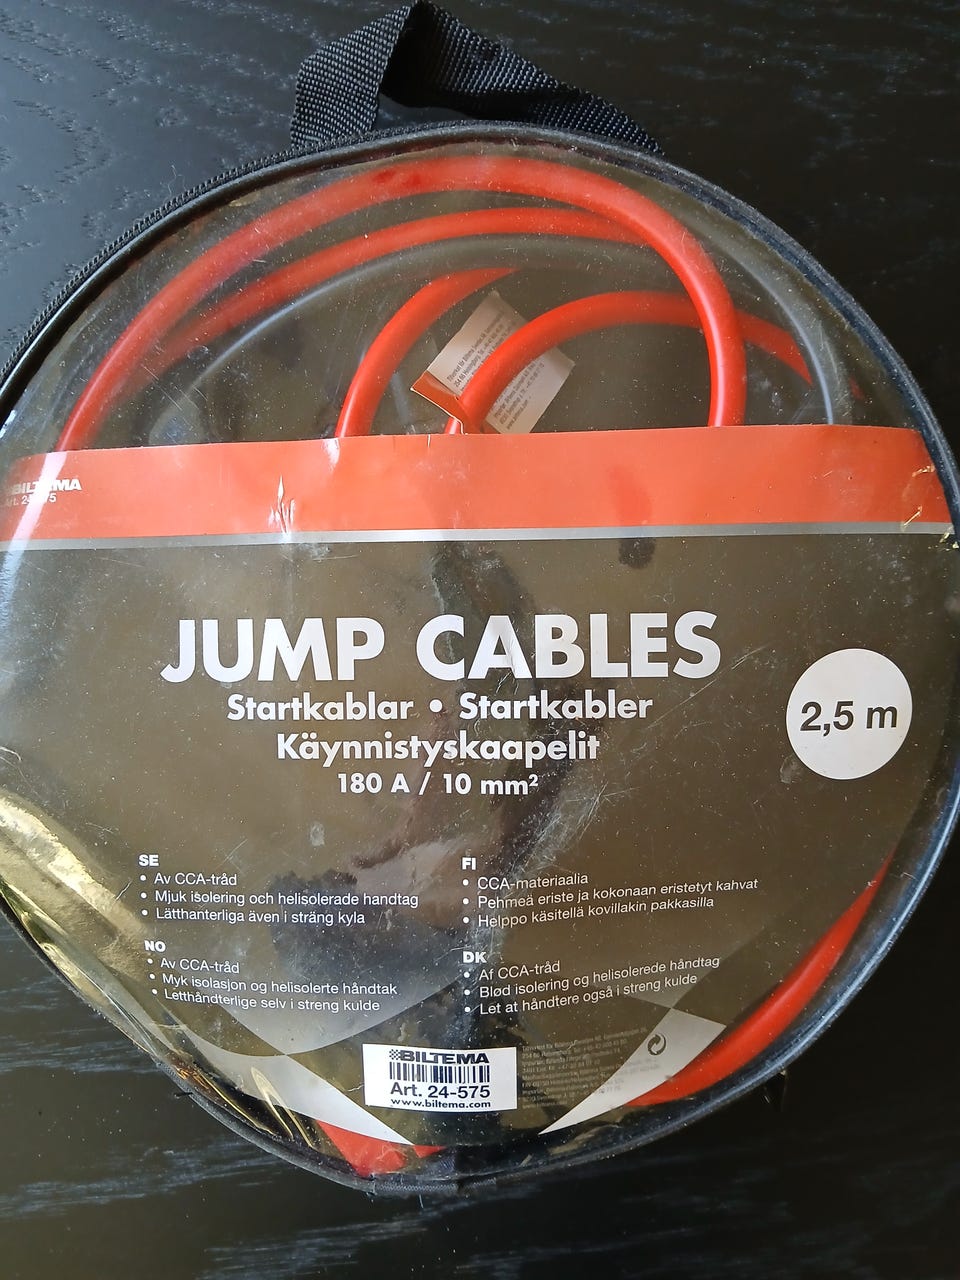 BILTEMA
Art. 24-575
JUMP CABLES
Startkablar • Startkabler
Käynnistyskaapelit
180 A / 10 mm²
2,5 m
SE
• Av CCA-tråd
• Mjuk isolering och helisolerade handtag
• Lätthanterliga även i sträng kyla
FI
• CCA-materiaalia
• Pehmeä eriste ja kokonaan eristetyt kahvat
• Helppo käsitellä kovillakin pakkasilla
NO
• Av CCA-tråd
• Myk isolasjon og helisolerte håndtak
• Letthåndterlige selv i streng kulde
DK
• Af CCA-tråd
• Blød isolering og helisolerede håndtag
• Let at håndtere også i streng kulde
BILTEMA
Art. 24-575
www.biltema.com